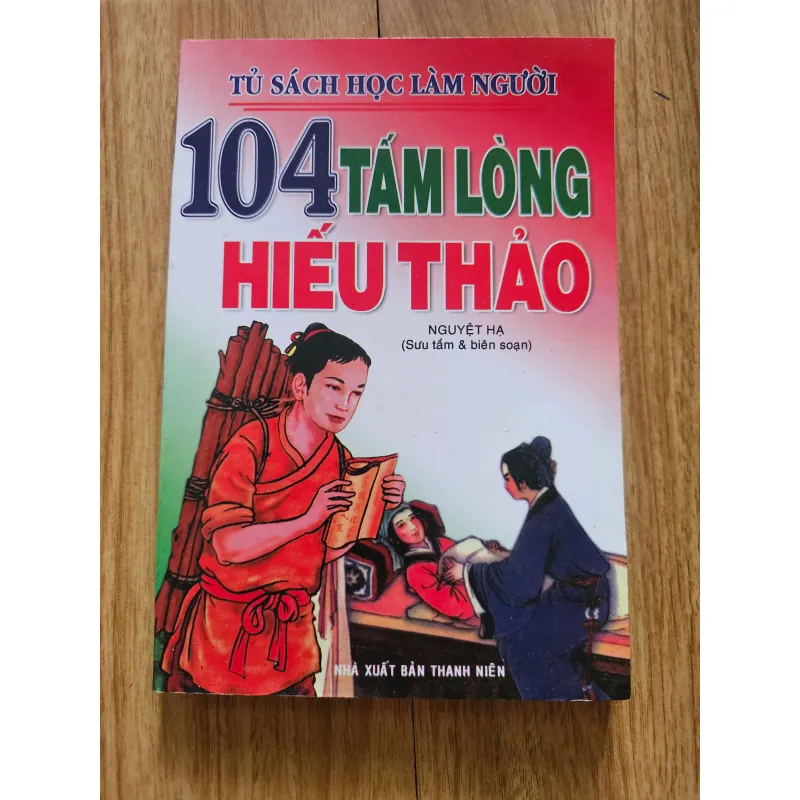 TỦ SÁCH HỌC LÀM NGƯỜI
104 TẤM LÒNG
HIẾU THẢO
NGUYỆT HẠ
(Sưu tầm & biên soạn)
NHÀ XUẤT BẢN THANH NIÊN